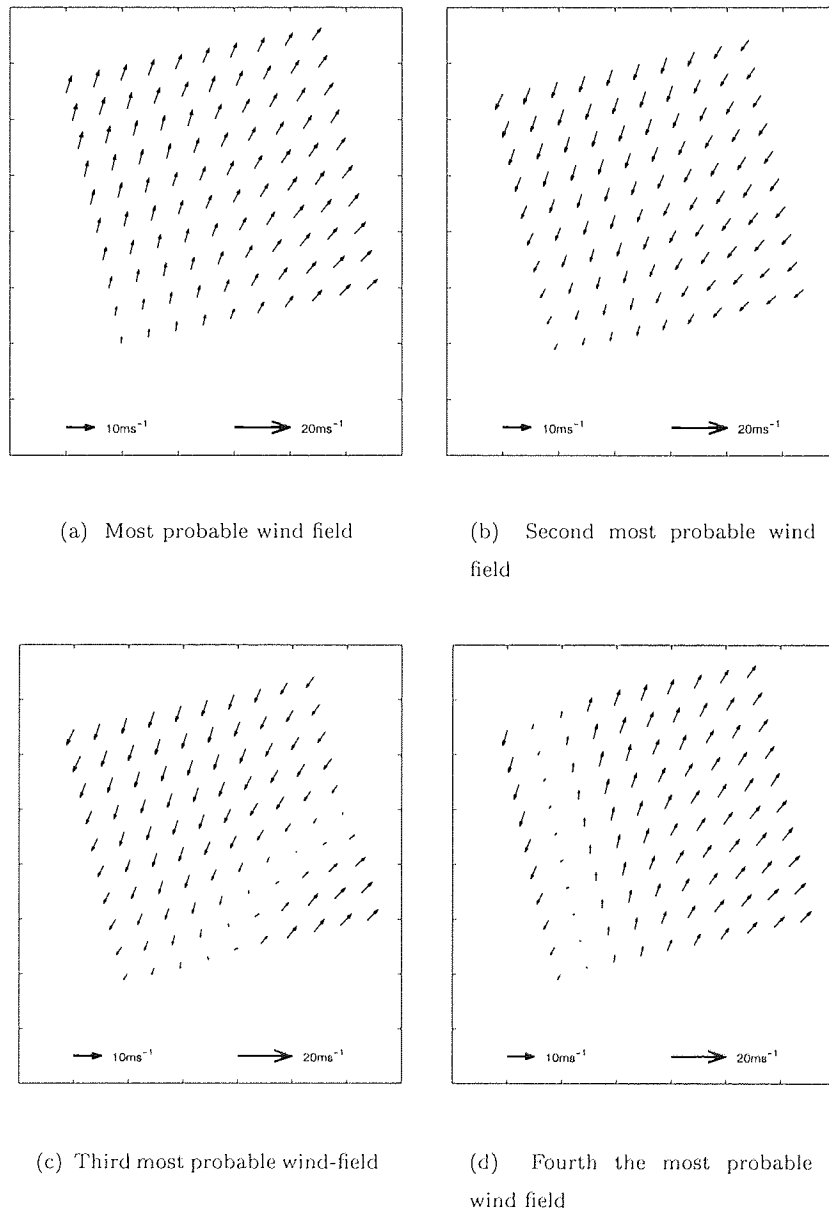 10ms⁻¹ 20ms⁻¹
10ms⁻¹ 20ms⁻¹
(a) Most probable wind field
(b) Second most probable wind
field
10ms⁻¹ 20ms⁻¹
10ms⁻¹ 20ms⁻¹
(c) Third most probable wind-field
(d) Fourth the most probable
wind field